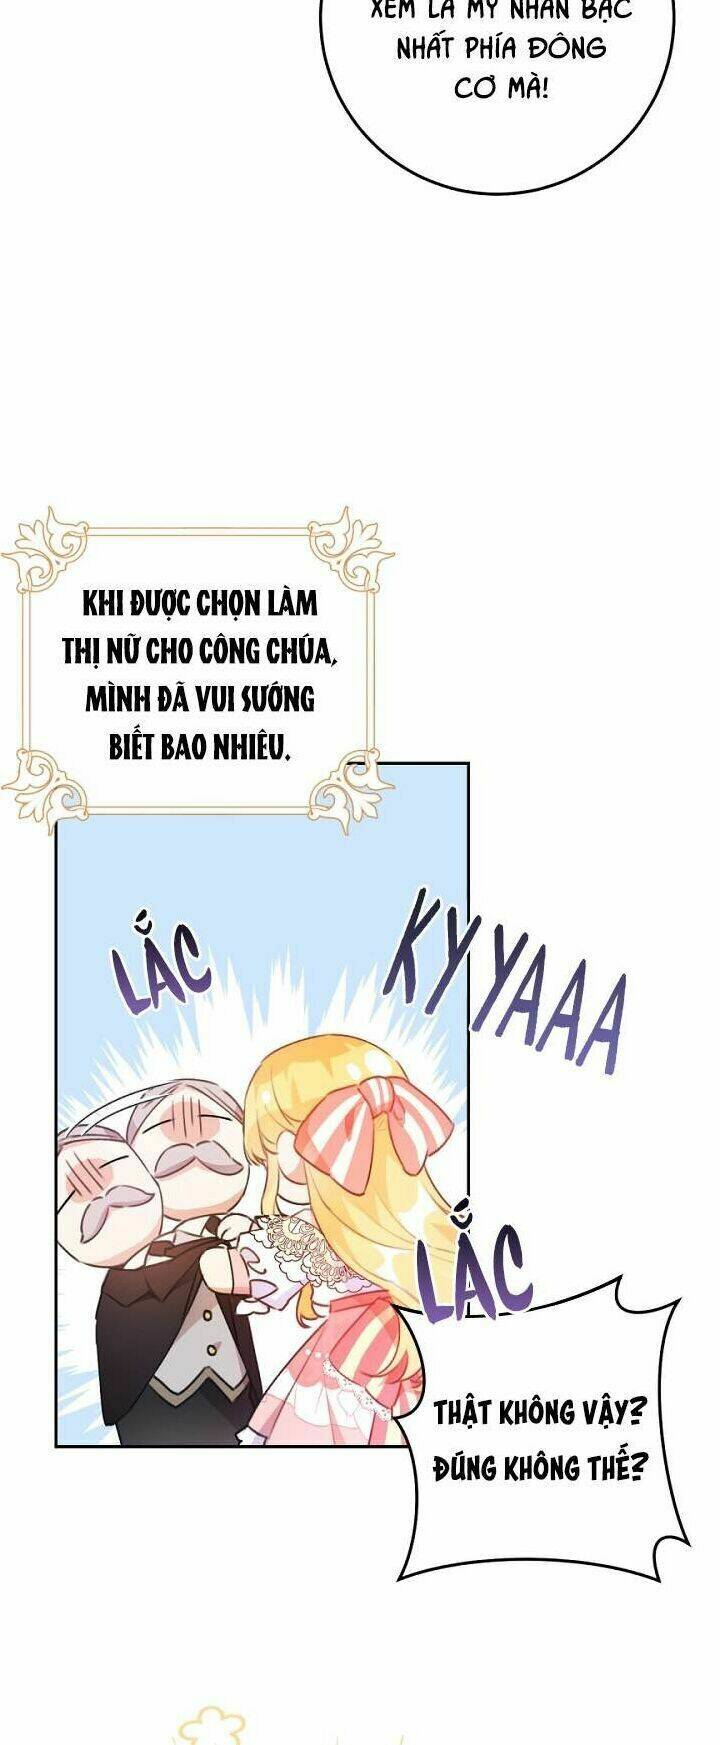 XEM LÀ MỸ NHÂN BẬC
NHẤT PHÍA ĐÔNG
CƠ MÀ!
KHI ĐƯỢC CHỌN LÀM
THỊ NỮ CHO CÔNG CHÚA,
MÌNH ĐÃ VUI SƯỚNG
BIẾT BAO NHIÊU.
LẮC
KYYAAA
LẮC
THẬT KHÔNG VẬY?
ĐÚNG KHÔNG THẾ?